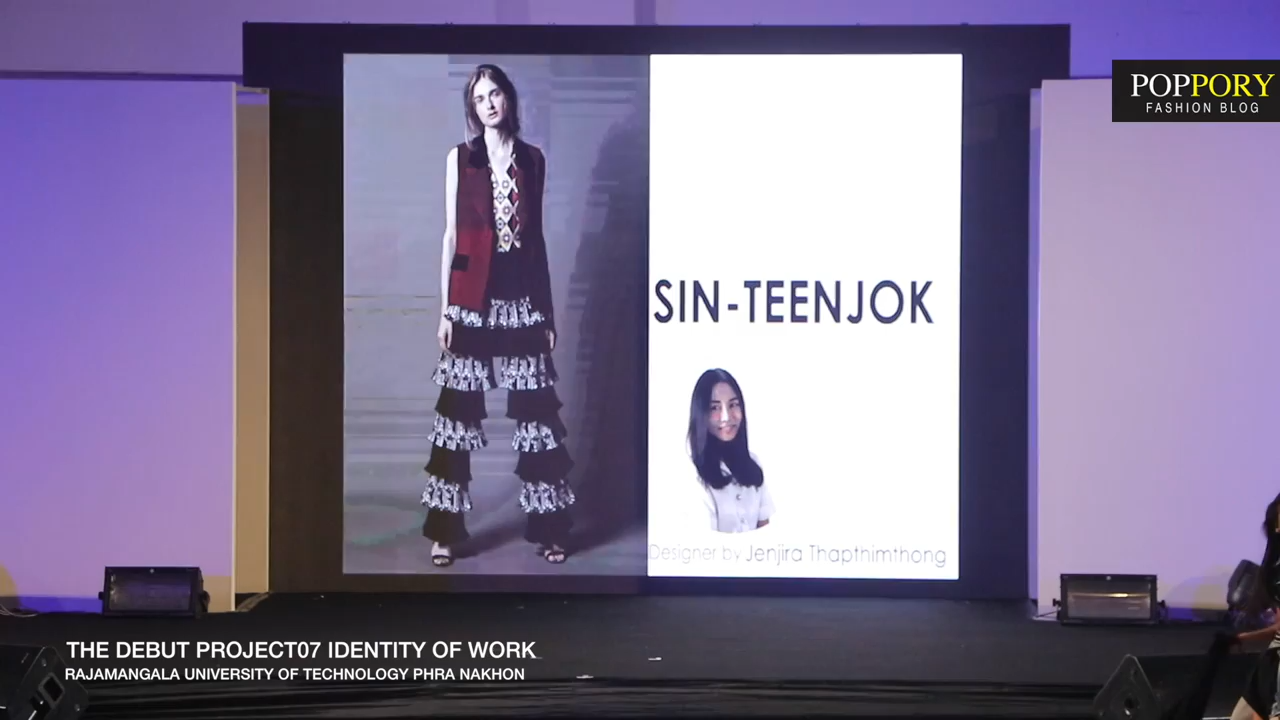 POPPORY
FASHION BLOG
SIN-TEENJOK
Designer by Jenjira Thapthimthong
THE DEBUT PROJECT07 IDENTITY OF WORK
RAJAMANGALA UNIVERSITY OF TECHNOLOGY PHRA NAKHON